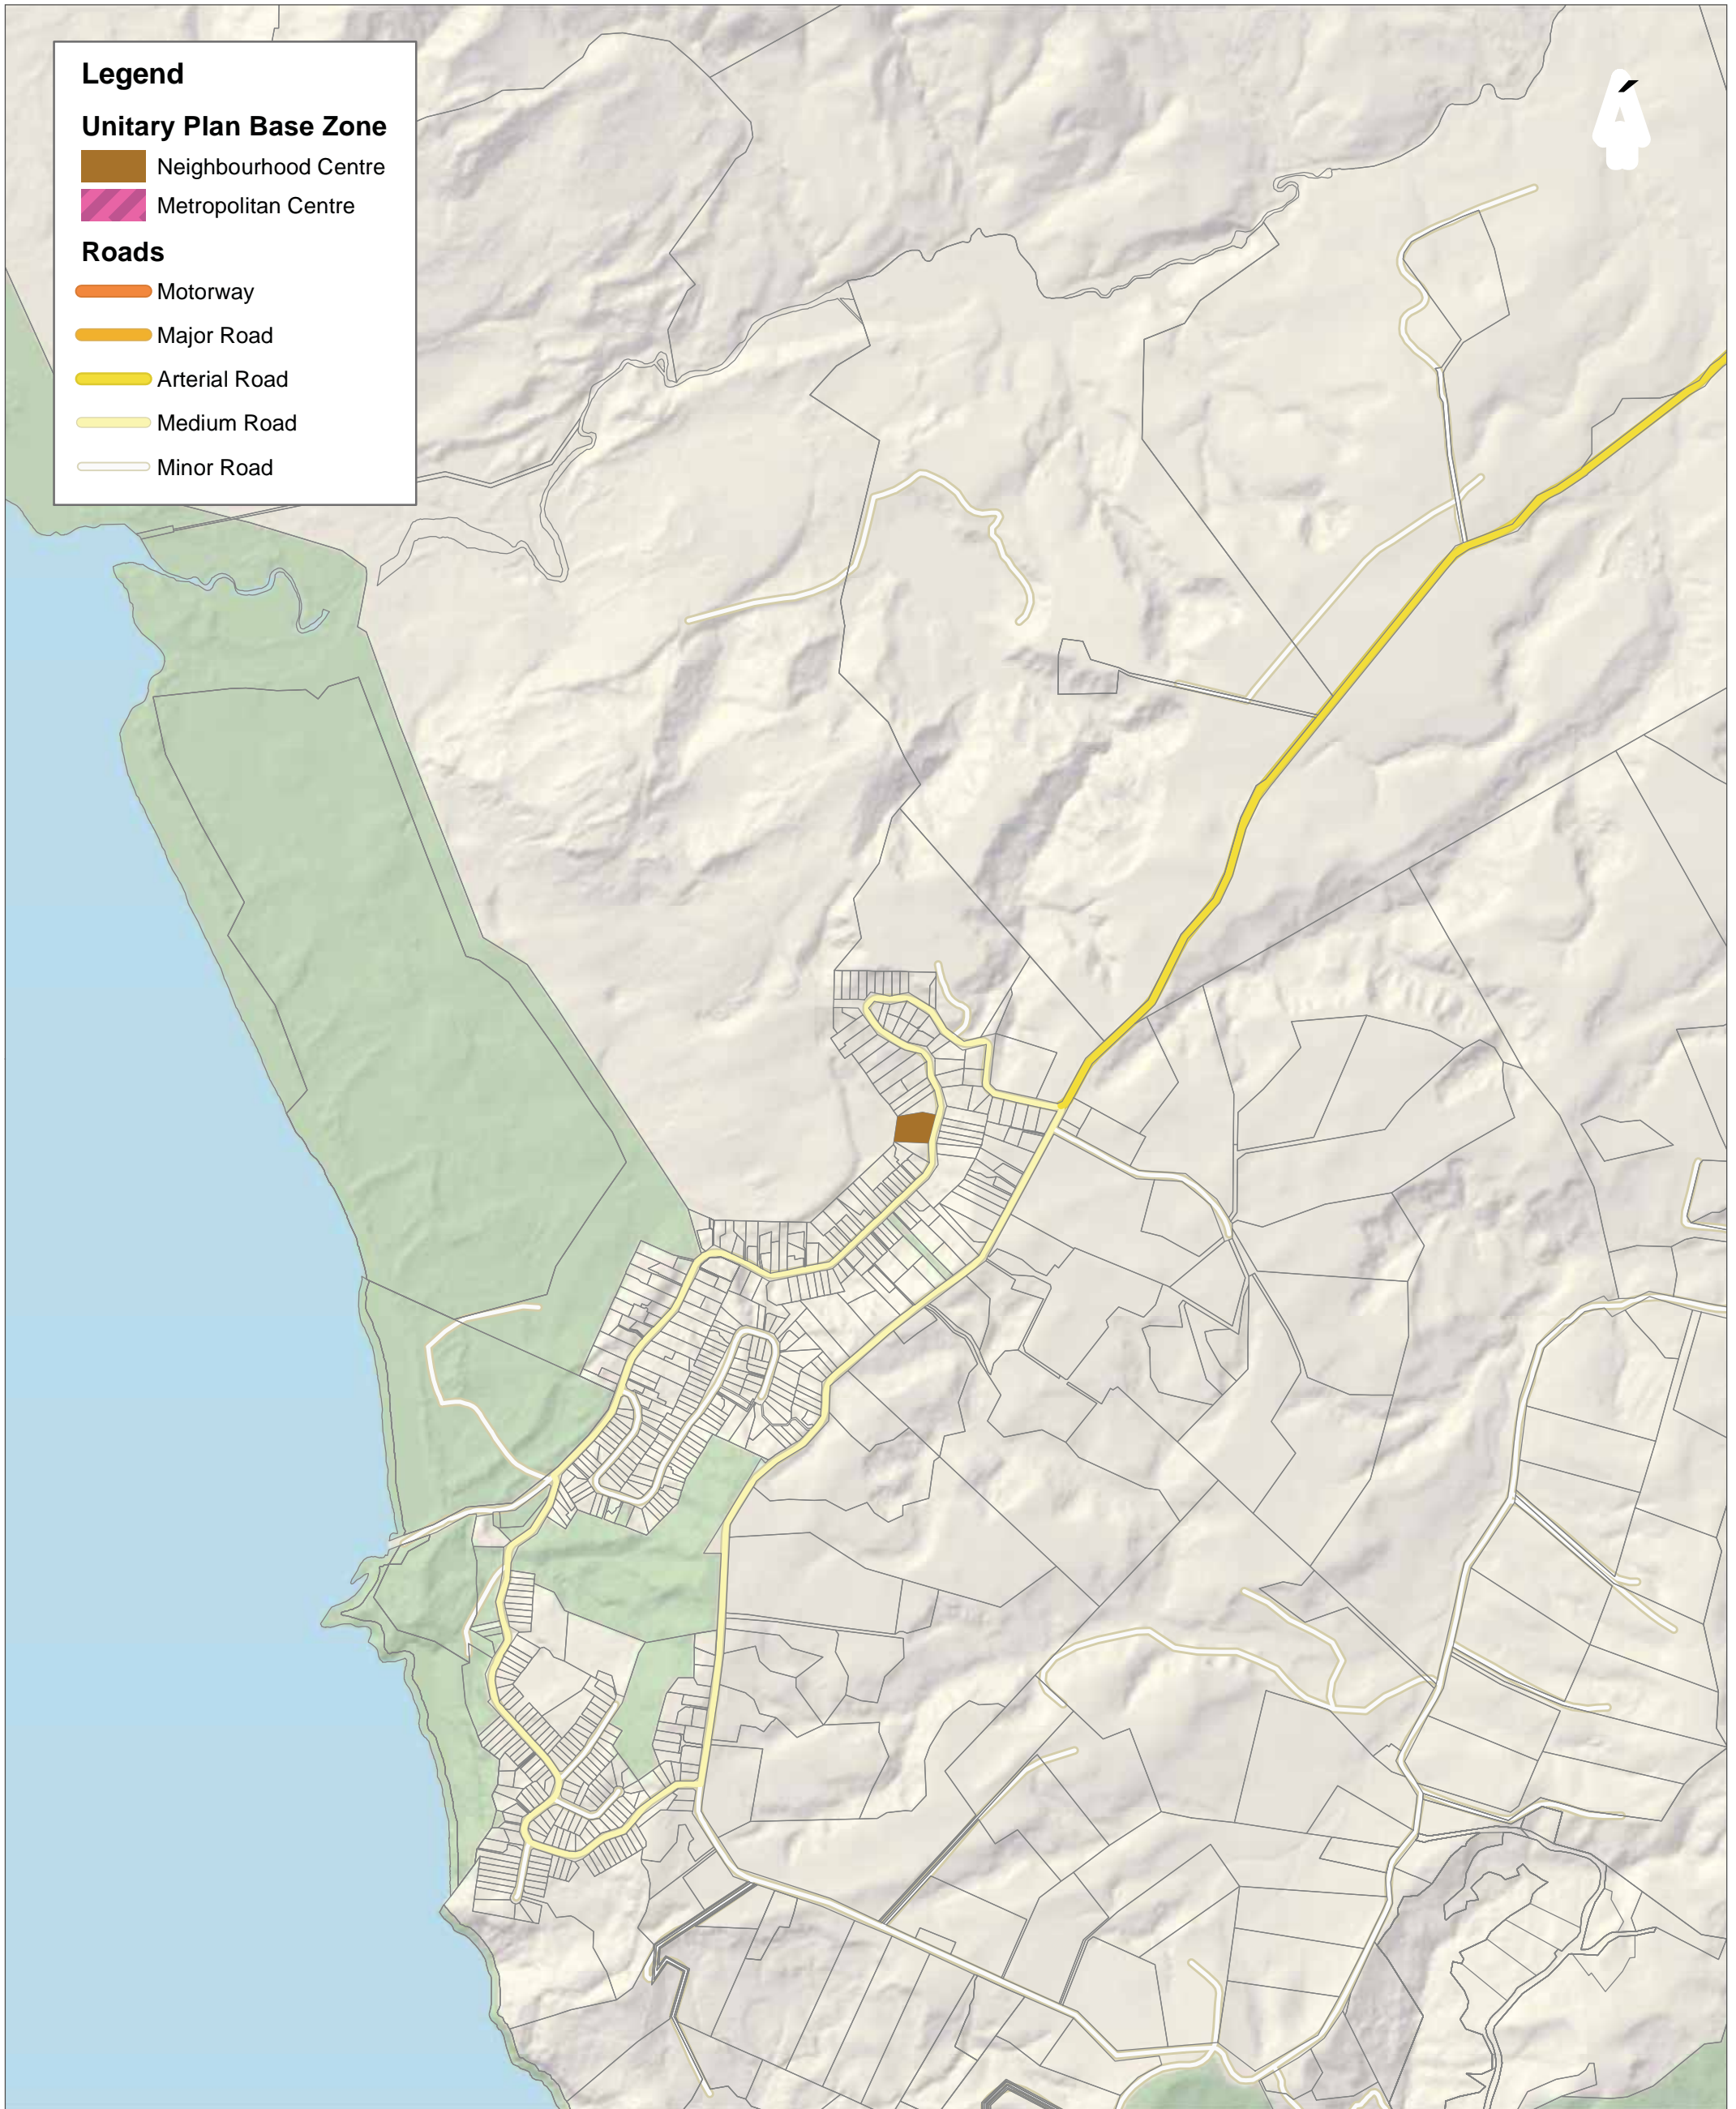 Legend
Unitary Plan Base Zone
Neighbourhood Centre
Metropolitan Centre
Roads
Motorway
Major Road
Arterial Road
Medium Road
Minor Road